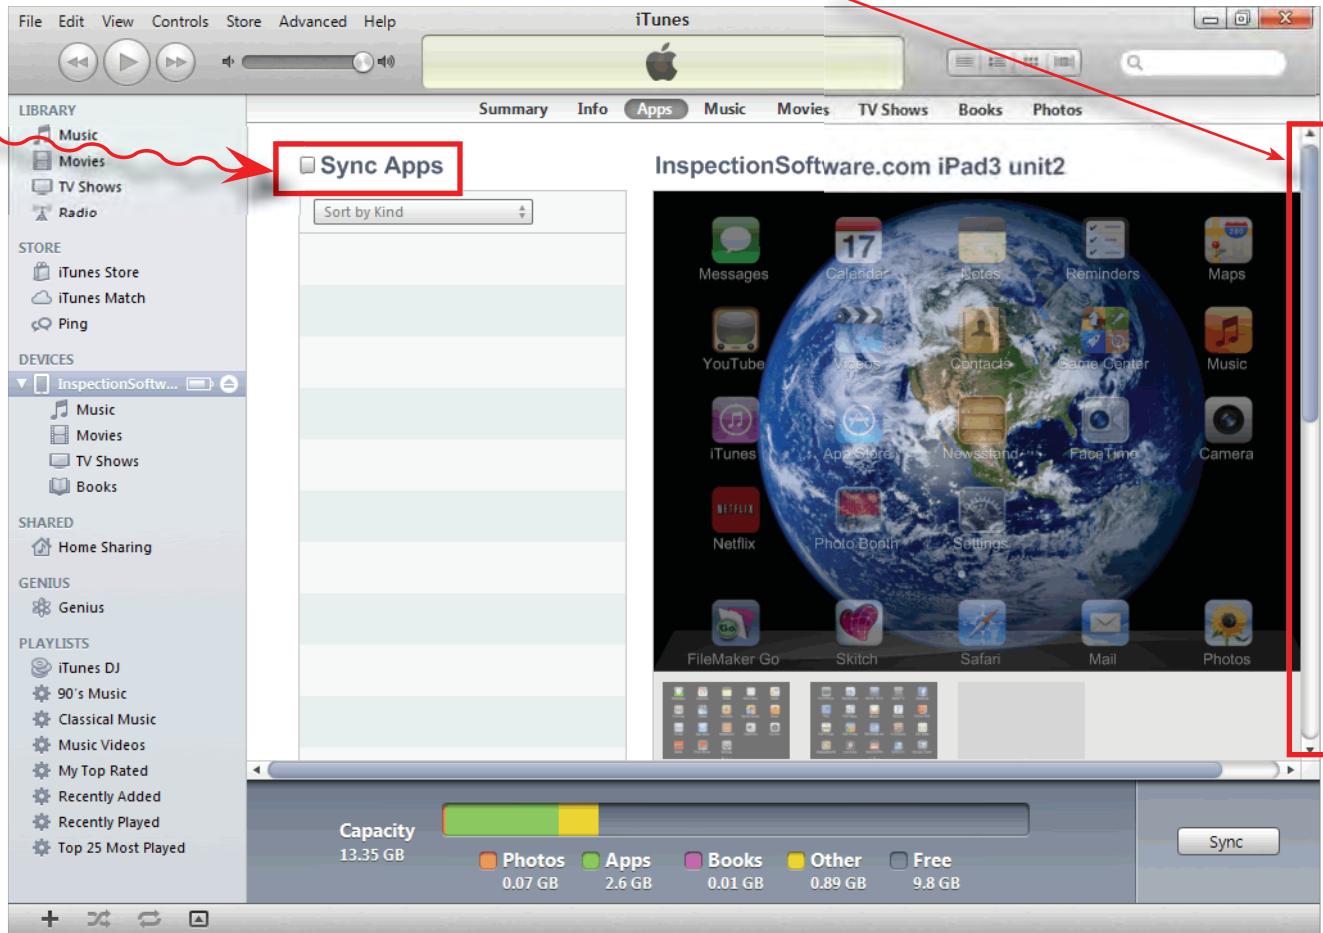 File Edit View Controls Store Advanced Help
iTunes
LIBRARY
Music
Movies
TV Shows
Radio
STORE
iTunes Store
iTunes Match
Ping
DEVICES
InspectionSoftw...
Music
Movies
TV Shows
Books
SHARED
Home Sharing
GENIUS
Genius
PLAYLISTS
iTunes DJ
90's Music
Classical Music
Music Videos
My Top Rated
Recently Added
Recently Played
Top 25 Most Played
Summary Info Apps Music Movies TV Shows Books Photos
Sync Apps
Sort by Kind
InspectionSoftware.com iPad3 unit2
17
280
Messages Calendar Notes Reminders Maps
YouTube Videos Contacts Game Center Music
iTunes App Store Newsstand FaceTime Camera
NETFLIX
Netflix Photo Booth Settings
Go
FileMaker Go Skitch Safari Mail Photos
Capacity
13.35 GB
Photos Apps Books Other Free
0.07 GB 2.6 GB 0.01 GB 0.89 GB 9.8 GB
Sync